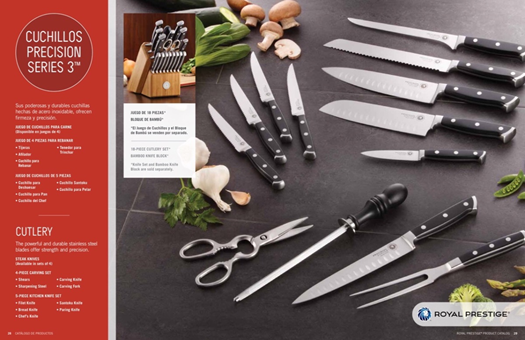 CUCHILLOS
PRECISION
SERIES 3™
Sus poderosas y durables cuchillas
hechas de acero inoxidable, ofrecen
firmeza y precisión.
JUEGO DE CUCHILLOS PARA CARNE
(Disponible en juegos de 4)
JUEGO DE 4 PIEZAS PARA REBANAR
• Tijeras
• Afilador
• Cuchillo para
Rebanar
• Tenedor para
Trinchar
JUEGO DE CUCHILLOS DE 5 PIEZAS
• Cuchillo para
Deshuesar
• Cuchillo para Pan
• Cuchillo del Chef
• Cuchillo Santoku
• Cuchillo para Pelar
CUTLERY
The powerful and durable stainless steel
blades offer strength and precision.
STEAK KNIVES
(Available in sets of 4)
4-PIECE CARVING SET
• Shears
• Sharpening Steel
• Carving Knife
• Carving Fork
5-PIECE KITCHEN KNIFE SET
• Filet Knife
• Bread Knife
• Chef's Knife
• Santoku Knife
• Paring Knife
CATÁLOGO DE PRODUCTOS
JUEGO DE 19 PIEZAS*
BLOQUE DE BAMBÚ*
*El Juego de Cuchillos y el Bloque
de Bambú se venden por separado.
19-PIECE CUTLERY SET*
BAMBOO KNIFE BLOCK*
*Knife Set and Bamboo Knife
Block are sold separately.
ROYAL PRESTIGE
ROYAL PRESTIGE® PRODUCT CATALOG